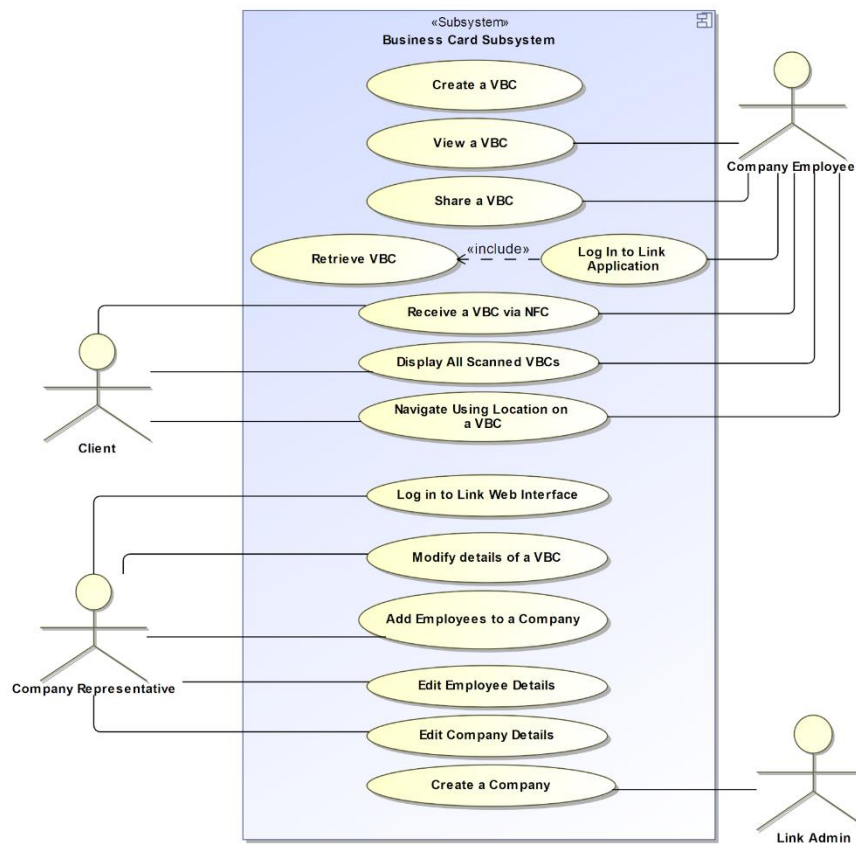 «Subsystem»
Business Card Subsystem
Create a VBC
View a VBC
Company Employee
Share a VBC
«include»
Retrieve VBC
Log In to Link
Application
Receive a VBC via NFC
Display All Scanned VBCs
Navigate Using Location on
a VBC
Client
Log in to Link Web Interface
Modify details of a VBC
Add Employees to a Company
Company Representative
Edit Employee Details
Edit Company Details
Create a Company
Link Admin